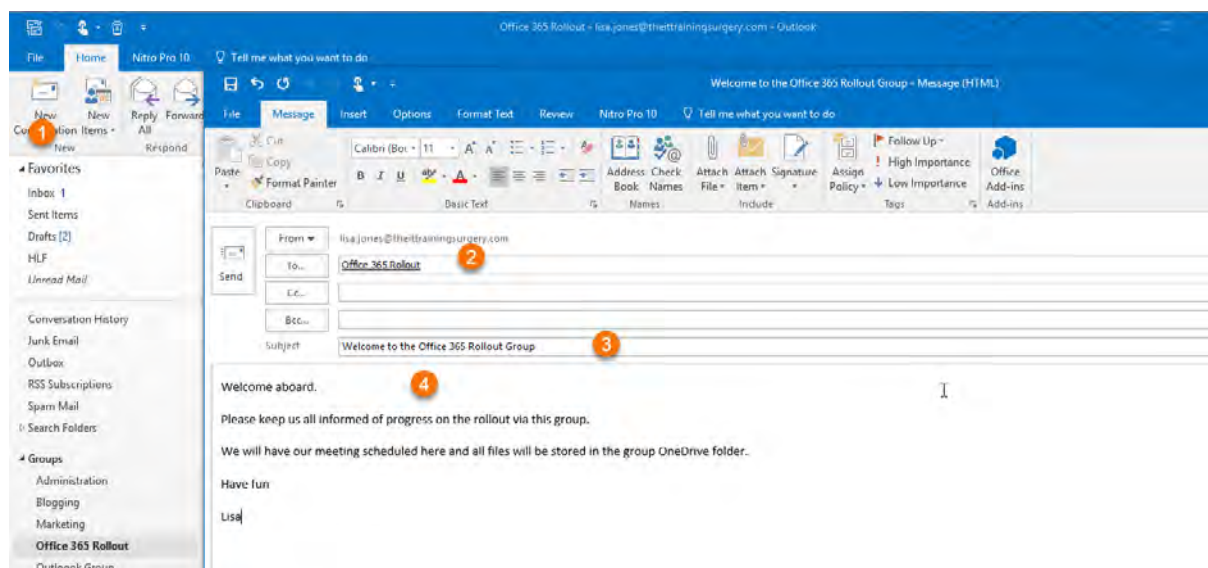 Office 365 Rollout - lisa.jones@theittrainingsurgery.com - Outlook
File Home Nitro Pro 10 Tell me what you want to do
New Items
Reply All
Forward
New Respond
1
Favorites
Inbox 1
Sent Items
Drafts [2]
HLF
Unread Mail
Conversation History
Junk Email
Outbox
RSS Subscriptions
Spam Mail
Search Folders
Groups
Administration
Blogging
Marketing
Office 365 Rollout
Outlook Group
Welcome to the Office 365 Rollout Group - Message (HTML)
File Message Insert Options Format Text Review Nitro Pro 10 Tell me what you want to do
Paste
Cut
Copy
Format Painter
Clipboard
Calibri (Bo 11
B I U
Basic Text
Address Book
Check Names
Names
Attach File
Attach Item
Signature
Include
Assign Policy
Follow Up
High Importance
Low Importance
Tags
Office Add-ins
Add-ins
Send
From lisa.jones@theittrainingsurgery.com
To... Office 365 Rollout 2
Cc...
Bcc...
Subject Welcome to the Office 365 Rollout Group 3
Welcome aboard. 4
Please keep us all informed of progress on the rollout via this group.
We will have our meeting scheduled here and all files will be stored in the group OneDrive folder.
Have fun
Lisa